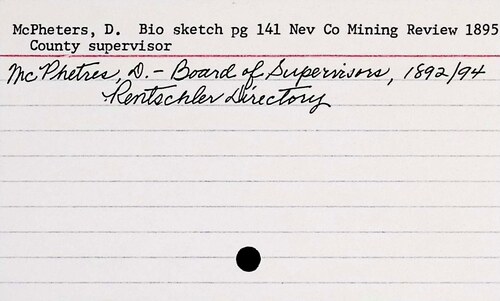 McPheters, D.  Bio sketch pg 141 Nev Co Mining Review 1895
County supervisor
McPhetres, D. - Board of Supervisors, 1892/94
Rentschler Directory